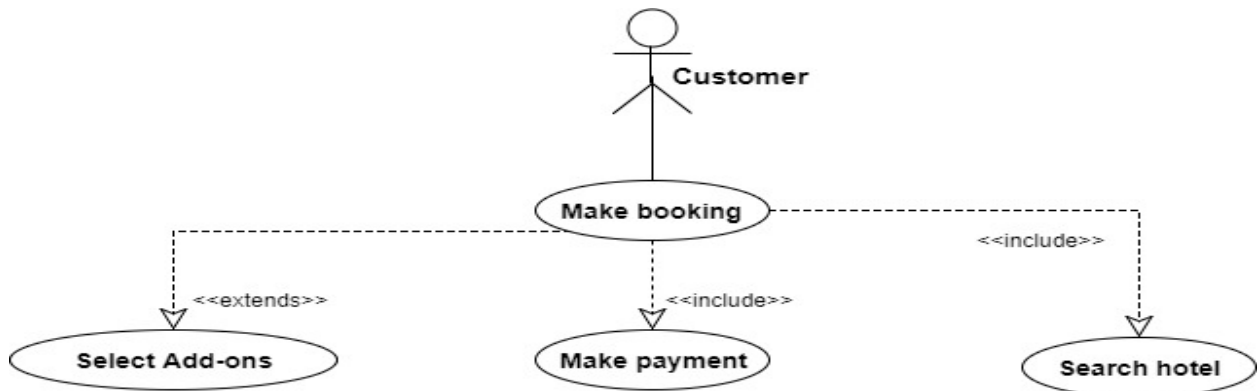 Customer
Make booking
<<include>>
<<extends>>
<<include>>
Select Add-ons
Make payment
Search hotel